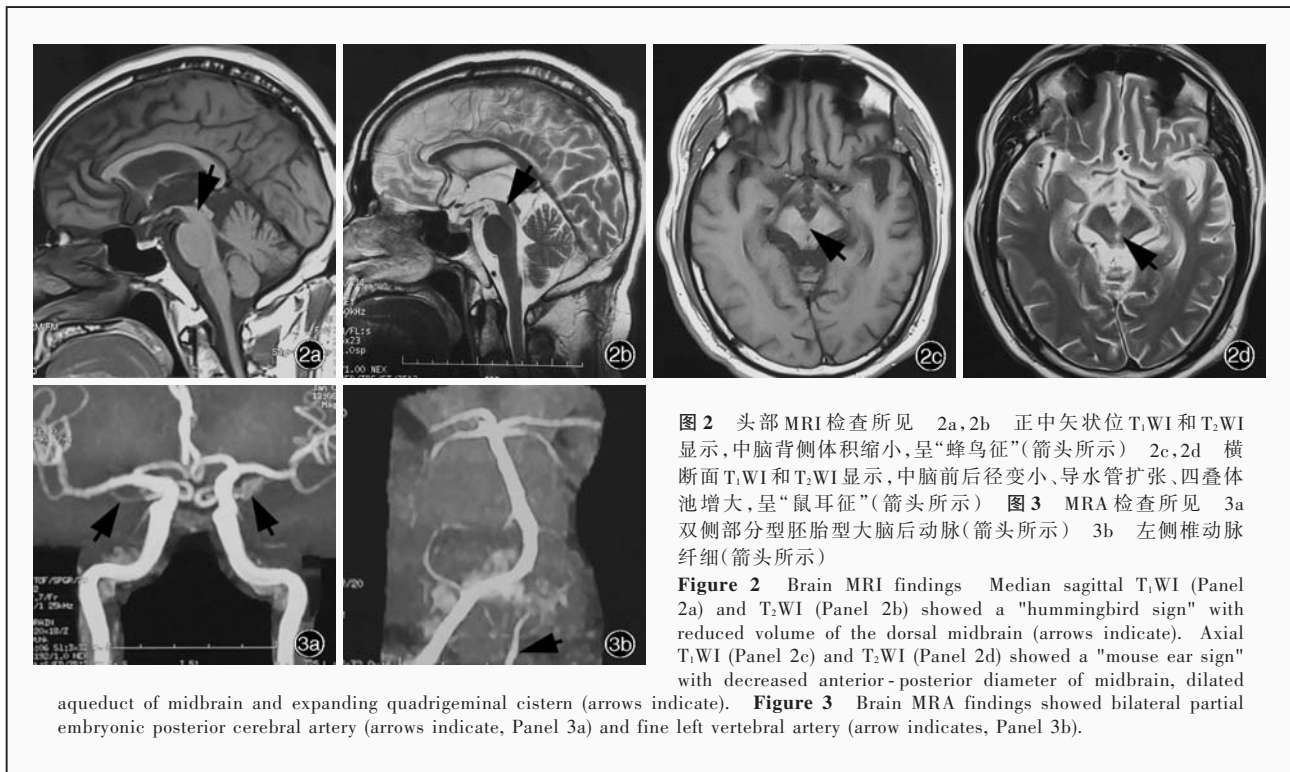 2a
2b
2c
2d
3a
3b
1.00 NEX
图2 头部MRI检查所见 2a,2b 正中矢状位T₁WI和T₂WI
显示,中脑背侧体积缩小,呈“蜂鸟征”(箭头所示) 2c,2d 横
断面T₁WI和T₂WI显示,中脑前后径变小、导水管扩张、四叠体
池增大,呈“鼠耳征”(箭头所示) 图3 MRA检查所见 3a
双侧部分型胚胎型大脑后动脉(箭头所示) 3b 左侧椎动脉
纤细(箭头所示)
Figure 2 Brain MRI findings Median sagittal T₁WI (Panel
2a) and T₂WI (Panel 2b) showed a "hummingbird sign" with
reduced volume of the dorsal midbrain (arrows indicate). Axial
T₁WI (Panel 2c) and T₂WI (Panel 2d) showed a "mouse ear sign"
with decreased anterior-posterior diameter of midbrain, dilated
aqueduct of midbrain and expanding quadrigeminal cistern (arrows indicate). Figure 3 Brain MRA findings showed bilateral partial
embryonic posterior cerebral artery (arrows indicate, Panel 3a) and fine left vertebral artery (arrow indicates, Panel 3b).